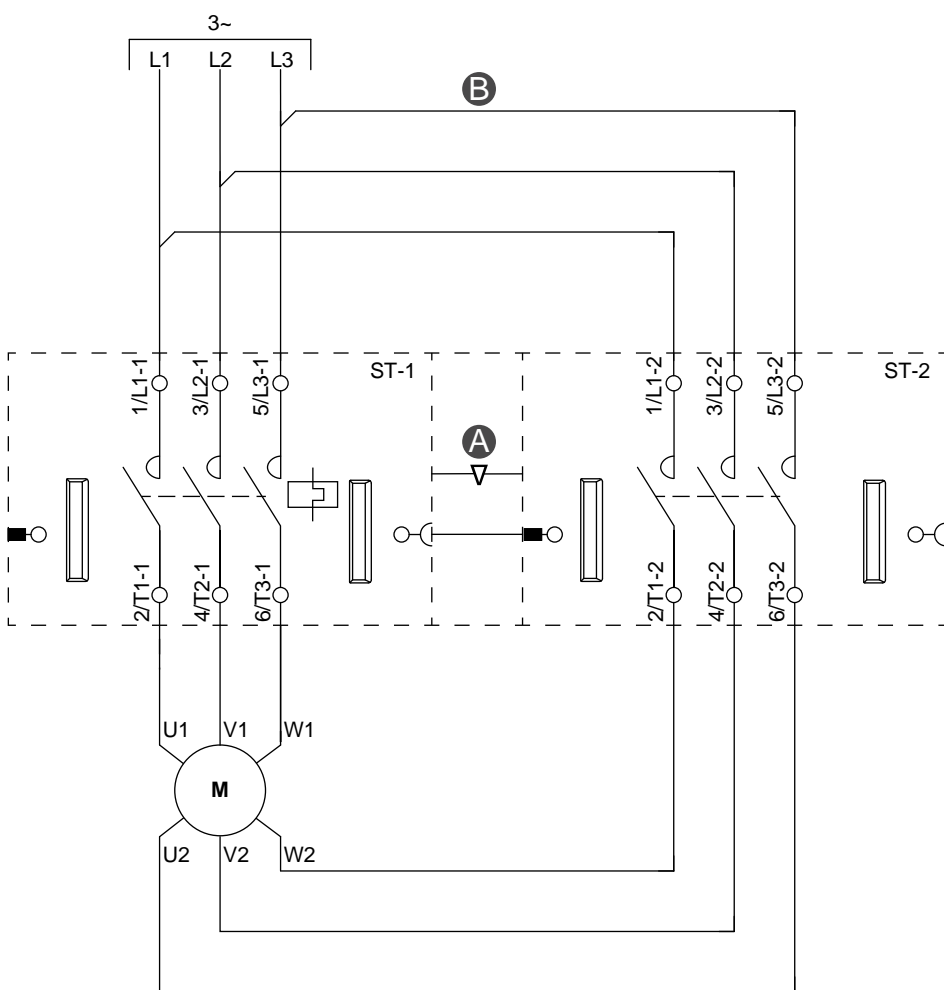 3~
L1 L2 L3
B
ST-1 ST-2
1/L1-1 3/L2-1 5/L3-1 1/L1-2 3/L2-2 5/L3-2
A
2/T1-1 4/T2-1 6/T3-1 2/T1-2 4/T2-2 6/T3-2
U1 V1 W1
M
U2 V2 W2